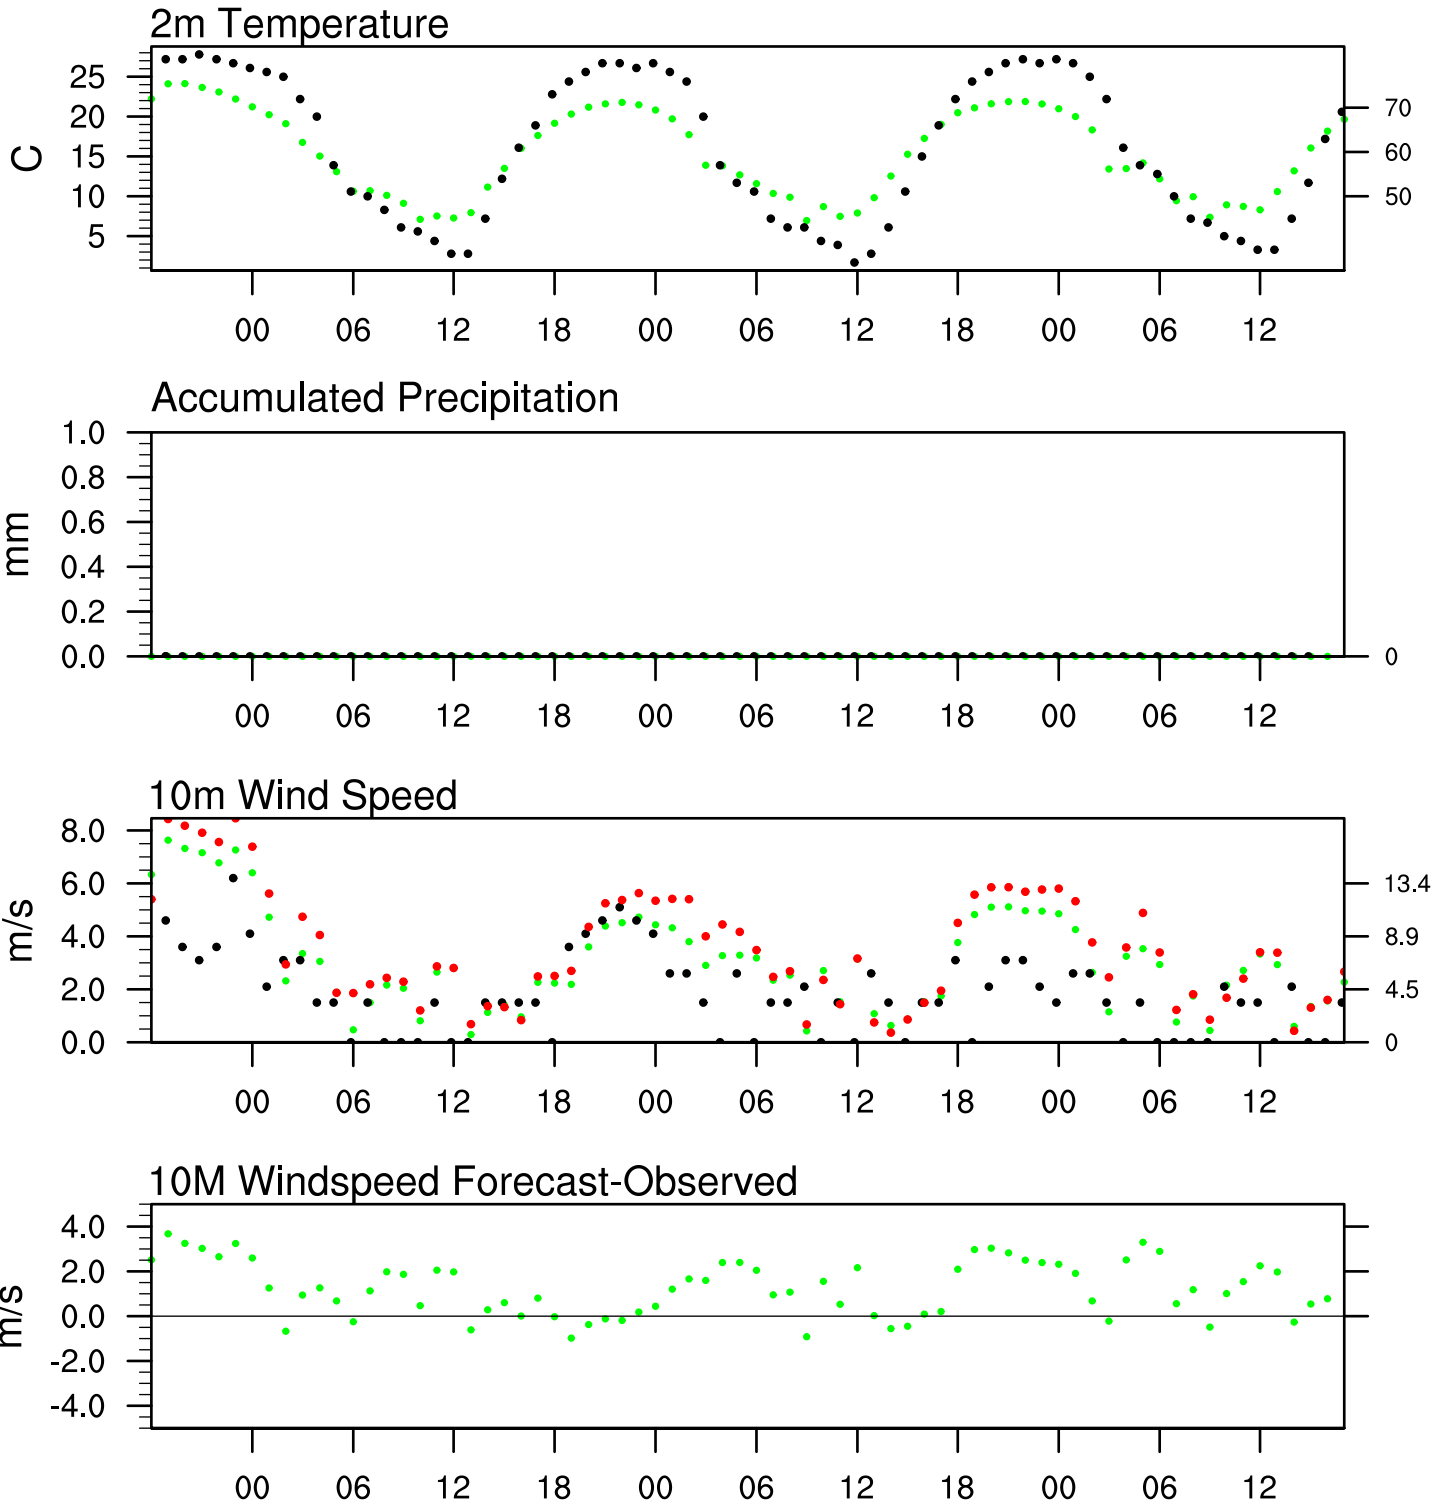 2m Temperature
25
20
15
10
5
C
70
60
50
00 06 12 18 00 06 12 18 00 06 12
Accumulated Precipitation
1.0
0.8
0.6
0.4
0.2
0.0
mm
0
00 06 12 18 00 06 12 18 00 06 12
10m Wind Speed
8.0
6.0
4.0
2.0
0.0
m/s
13.4
8.9
4.5
0
00 06 12 18 00 06 12 18 00 06 12
10M Windspeed Forecast-Observed
4.0
2.0
0.0
-2.0
-4.0
m/s
00 06 12 18 00 06 12 18 00 06 12